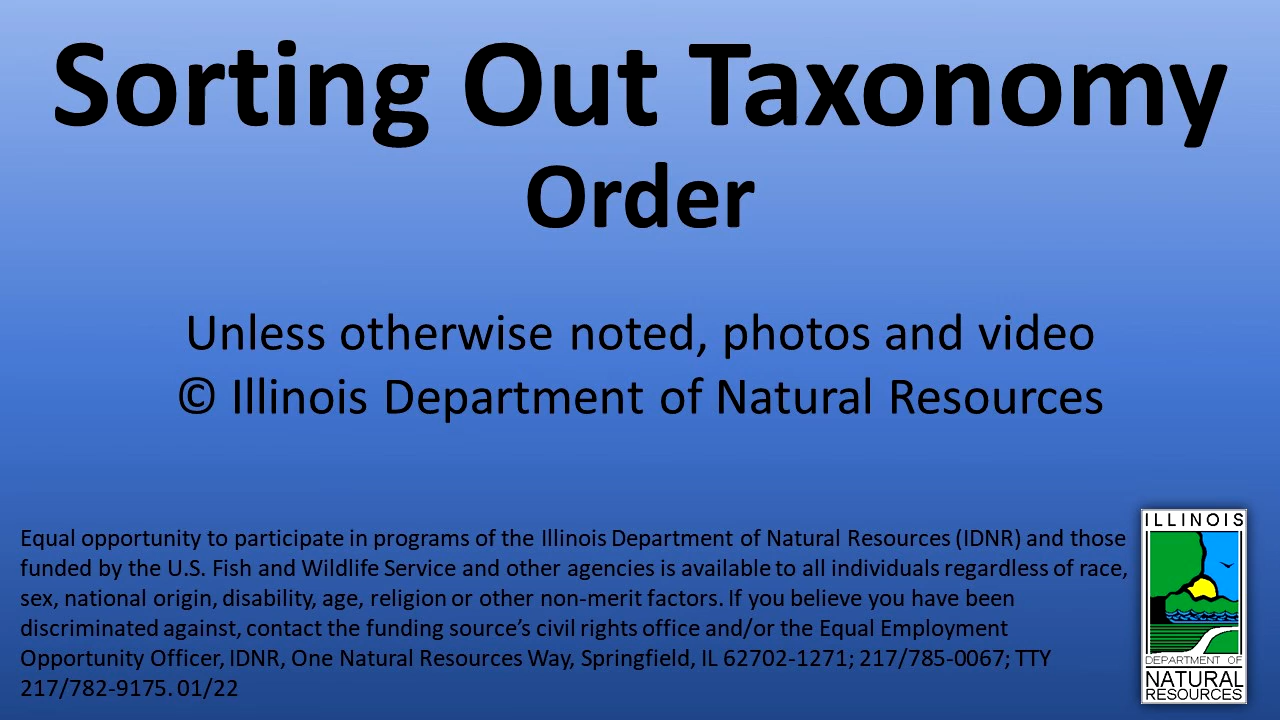 Sorting Out Taxonomy
Order
Unless otherwise noted, photos and video
© Illinois Department of Natural Resources
Equal opportunity to participate in programs of the Illinois Department of Natural Resources (IDNR) and those
funded by the U.S. Fish and Wildlife Service and other agencies is available to all individuals regardless of race,
sex, national origin, disability, age, religion or other non-merit factors. If you believe you have been
discriminated against, contact the funding source's civil rights office and/or the Equal Employment
Opportunity Officer, IDNR, One Natural Resources Way, Springfield, IL 62702-1271; 217/785-0067; TTY
217/782-9175. 01/22
ILLINOIS
DEPARTMENT OF
NATURAL
RESOURCES